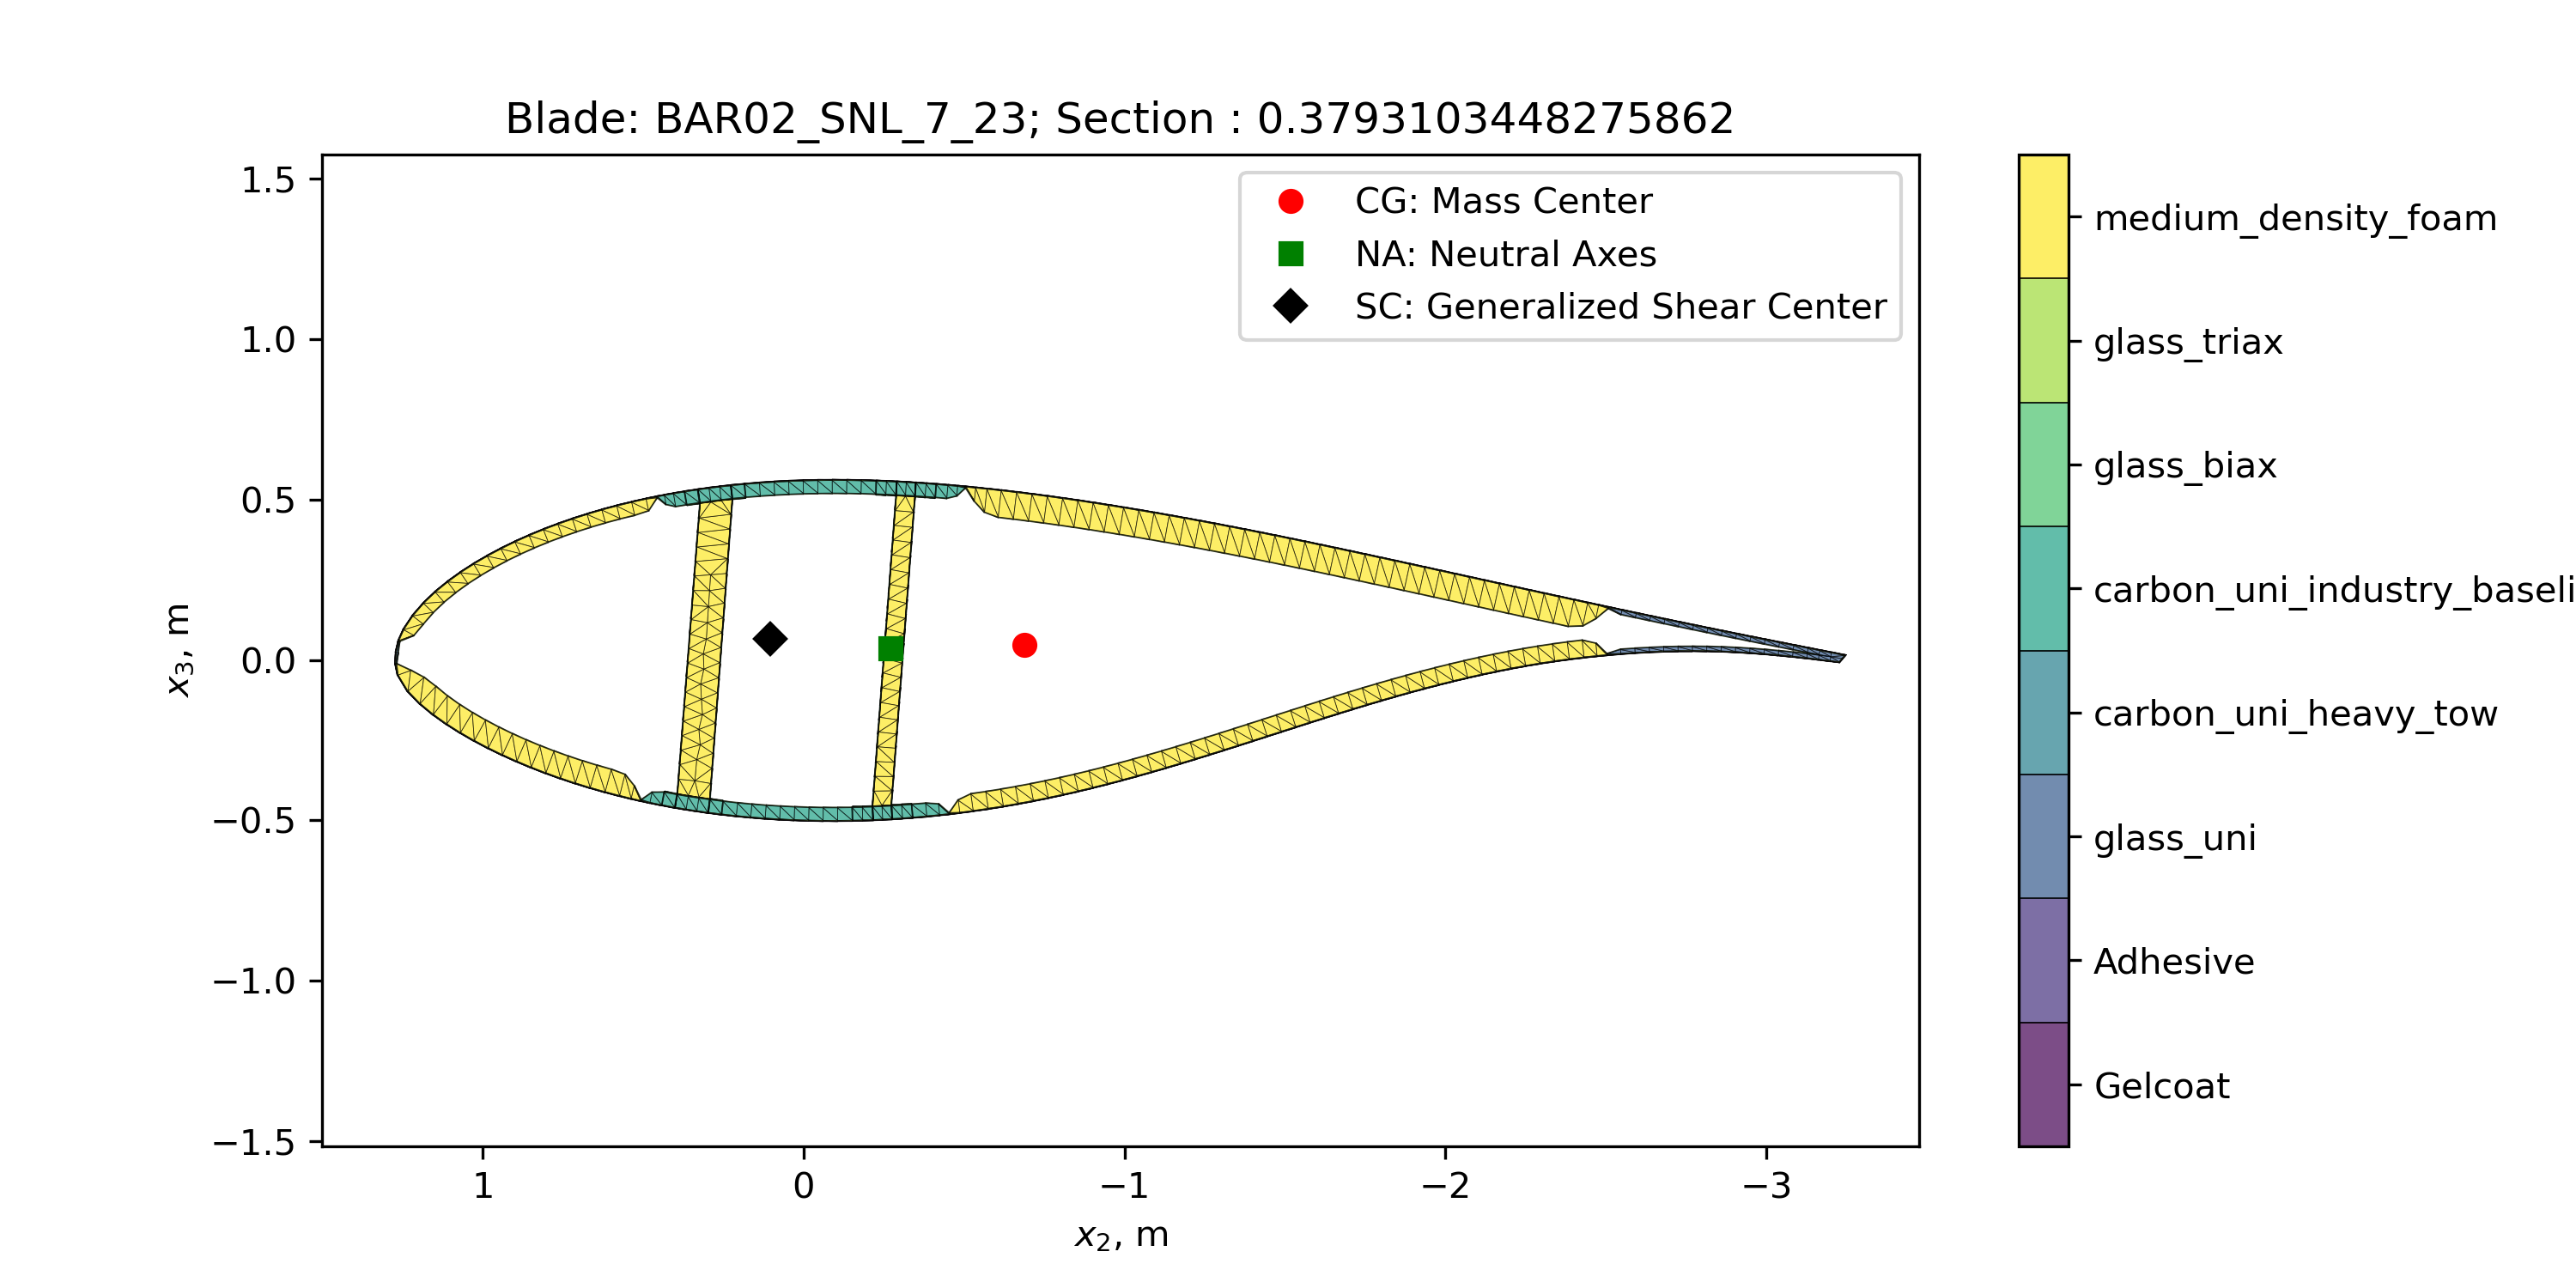 Blade: BAR02_SNL_7_23; Section : 0.3793103448275862
CG: Mass Center
NA: Neutral Axes
SC: Generalized Shear Center
1.5
1.0
0.5
0.0
−0.5
−1.0
−1.5
x₃, m
1
0
−1
−2
−3
x₂, m
medium_density_foam
glass_triax
glass_biax
carbon_uni_industry_baseli
carbon_uni_heavy_tow
glass_uni
Adhesive
Gelcoat